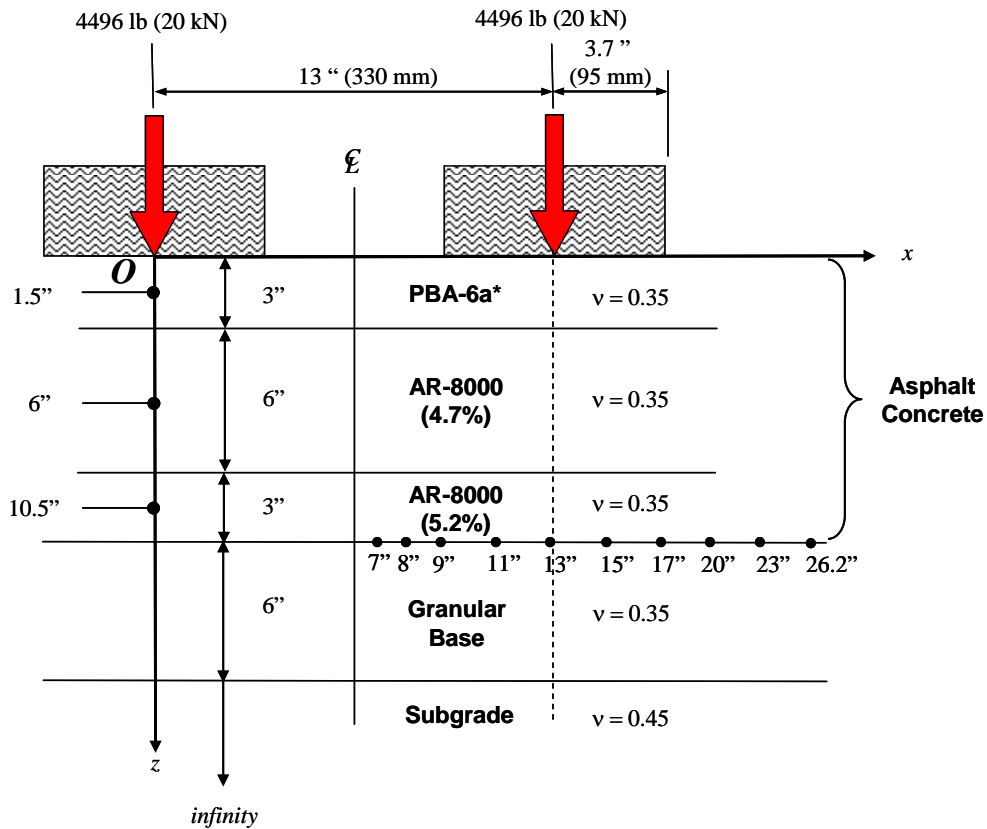 4496 lb (20 kN)
4496 lb (20 kN)
3.7 ”
13 “ (330 mm)
(95 mm)
℄
O
x
1.5”
3”
PBA-6a*
ν = 0.35
6”
6”
AR-8000
(4.7%)
ν = 0.35
Asphalt
Concrete
10.5”
3”
AR-8000
(5.2%)
ν = 0.35
7” 8” 9” 11” 13” 15” 17” 20” 23” 26.2”
6”
Granular
Base
ν = 0.35
Subgrade
ν = 0.45
z
infinity